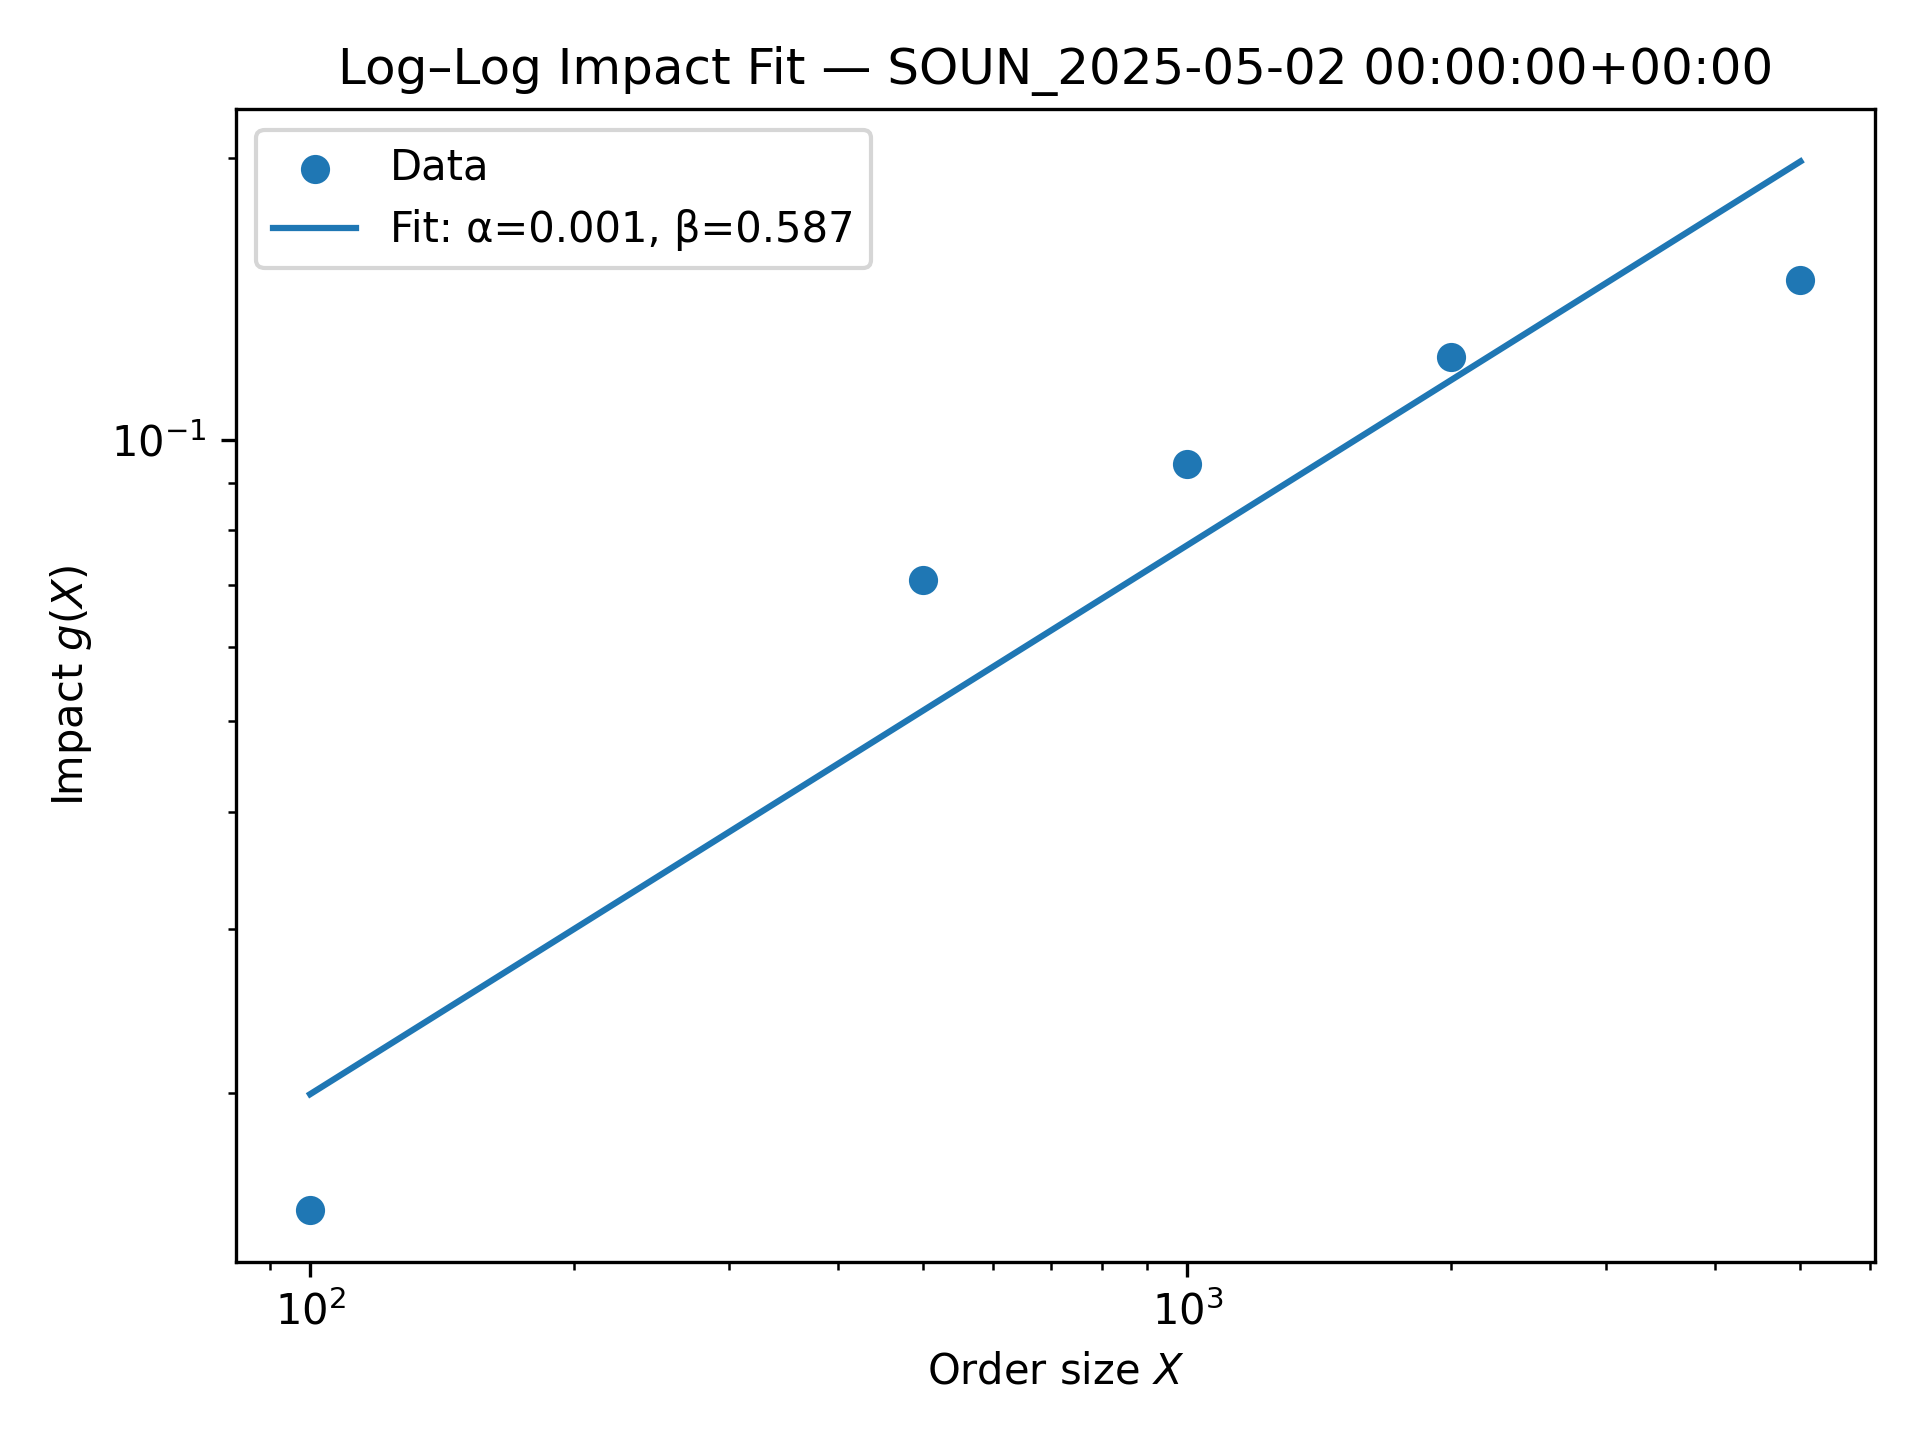 Log–Log Impact Fit — SOUN_2025-05-02 00:00:00+00:00
Data
Fit: α=0.001, β=0.587
10⁻¹
Impact g(X)
10²
10³
Order size X